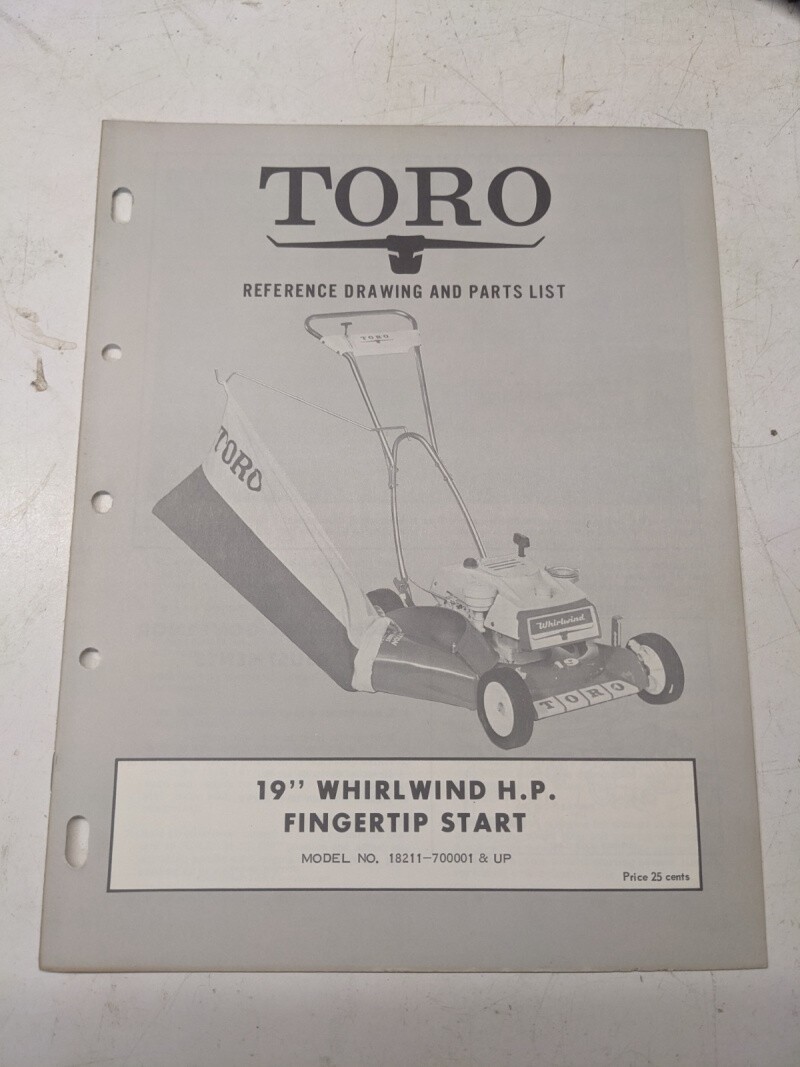 TORO
REFERENCE DRAWING AND PARTS LIST
TORO
TORO
Whirlwind
19
TORO
19" WHIRLWIND H.P.
FINGERTIP START
MODEL NO. 18211-700001 & UP
Price 25 cents